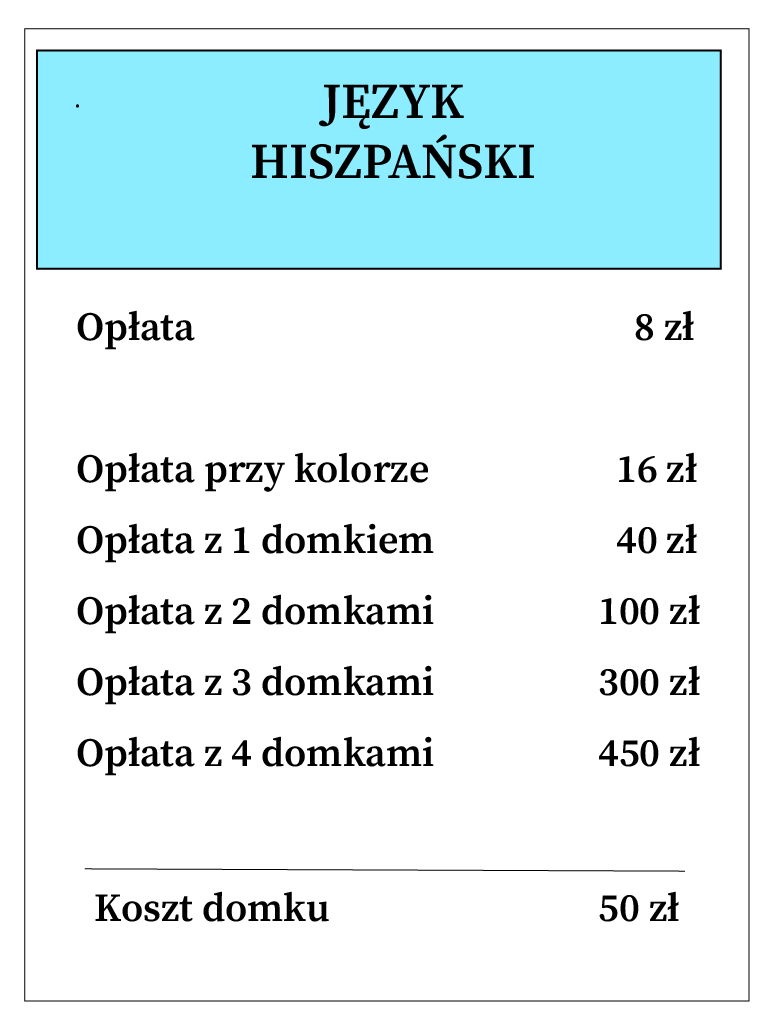 JĘZYK
HISZPAŃSKI
Opłata 8 zł
Opłata przy kolorze 16 zł
Opłata z 1 domkiem 40 zł
Opłata z 2 domkami 100 zł
Opłata z 3 domkami 300 zł
Opłata z 4 domkami 450 zł
Koszt domku 50 zł